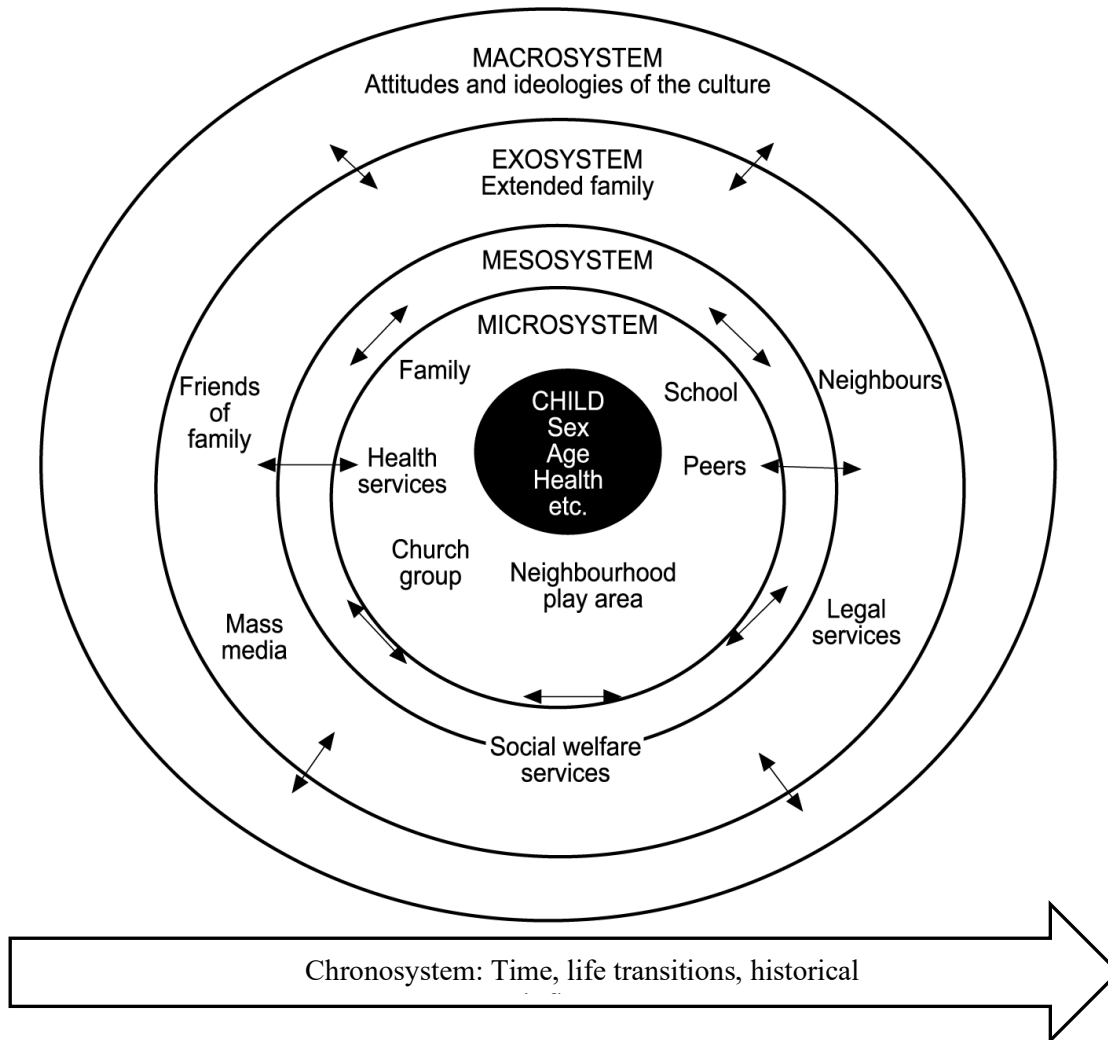 MACROSYSTEM
Attitudes and ideologies of the culture
EXOSYSTEM
Extended family
MESOSYSTEM
MICROSYSTEM
Family
School
Neighbours
Friends
of
family
CHILD
Sex
Age
Health
etc.
Health
services
Peers
Church
group
Neighbourhood
play area
Mass
media
Legal
services
Social welfare
services
Chronosystem: Time, life transitions, historical